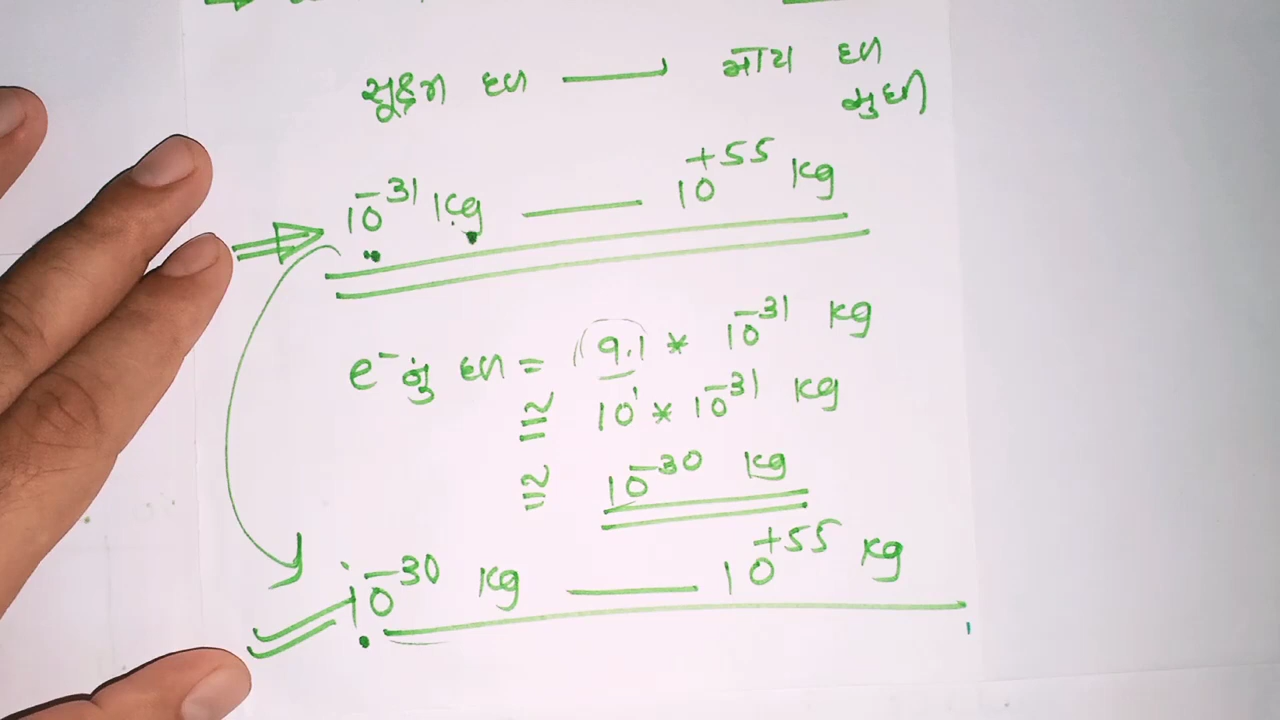 સૂક્ષ્મ દળ —— માય દળ
સુધી
10⁻³¹ Kg —— 10⁺⁵⁵ Kg
e⁻નું દળ = 9.1 * 10⁻³¹ Kg
≅ 10¹ * 10⁻³¹ Kg
≅ 10⁻³⁰ Kg
10⁻³⁰ Kg —— 10⁺⁵⁵ Kg